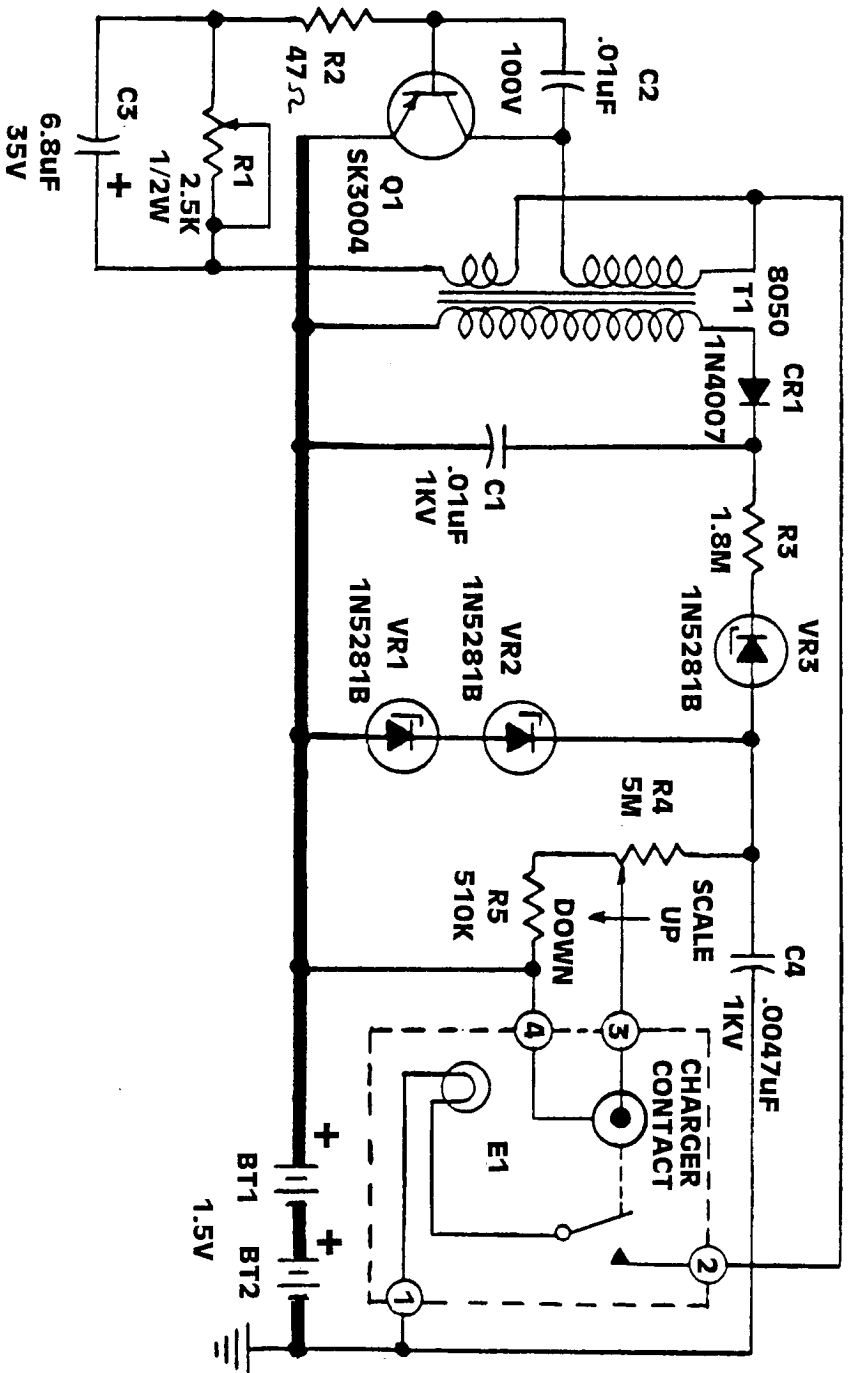 C2
.01uF
100V
R2
47Ω
C3
6.8uF
35V
+
R1
2.5K
1/2W
Q1
SK3004
8050
T1
CR1
1N4007
C1
.01uF
1KV
R3
1.8M
VR3
1N5281B
VR2
1N5281B
VR1
1N5281B
R4
5M
SCALE
UP
DOWN
R5
510K
C4
.0047uF
1KV
CHARGER
CONTACT
4
3
2
1
E1
+
BT1
+
BT2
1.5V